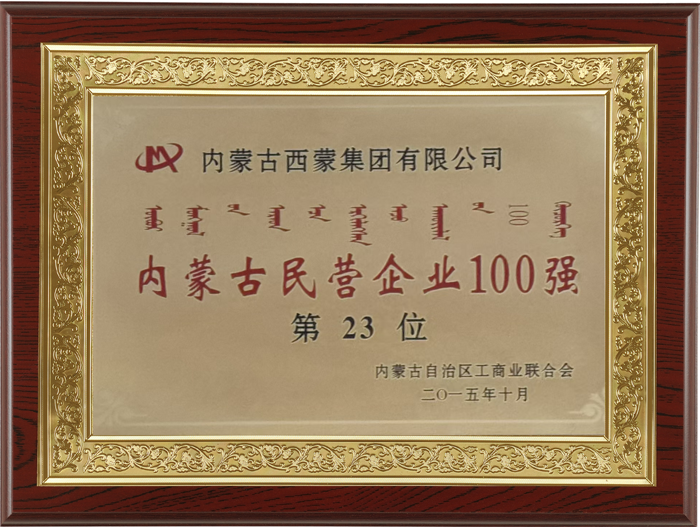 内蒙古西蒙集团有限公司
100
内蒙古民营企业100强
第 23 位
内蒙古自治区工商业联合会
二〇一五年十月